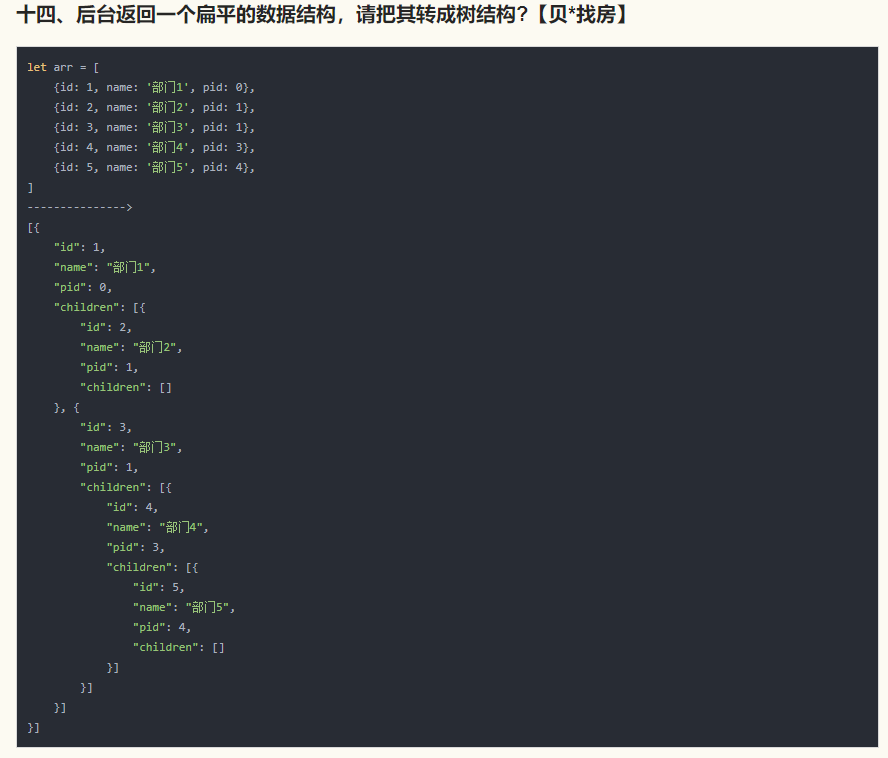 十四、后台返回一个扁平的数据结构，请把其转成树结构？【贝*找房】
let arr = [
    {id: 1, name: '部门1', pid: 0},
    {id: 2, name: '部门2', pid: 1},
    {id: 3, name: '部门3', pid: 1},
    {id: 4, name: '部门4', pid: 3},
    {id: 5, name: '部门5', pid: 4},
]
--------------->
[{
    "id": 1,
    "name": "部门1",
    "pid": 0,
    "children": [{
        "id": 2,
        "name": "部门2",
        "pid": 1,
        "children": []
    }, {
        "id": 3,
        "name": "部门3",
        "pid": 1,
        "children": [{
            "id": 4,
            "name": "部门4",
            "pid": 3,
            "children": [{
                "id": 5,
                "name": "部门5",
                "pid": 4,
                "children": []
            }]
        }]
    }]
}]